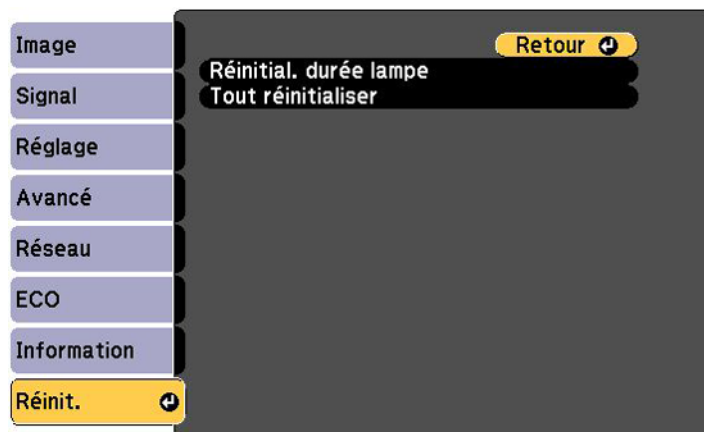 Image
Signal
Réglage
Avancé
Réseau
ECO
Information
Réinit.
Retour
Réinitial. durée lampe
Tout réinitialiser